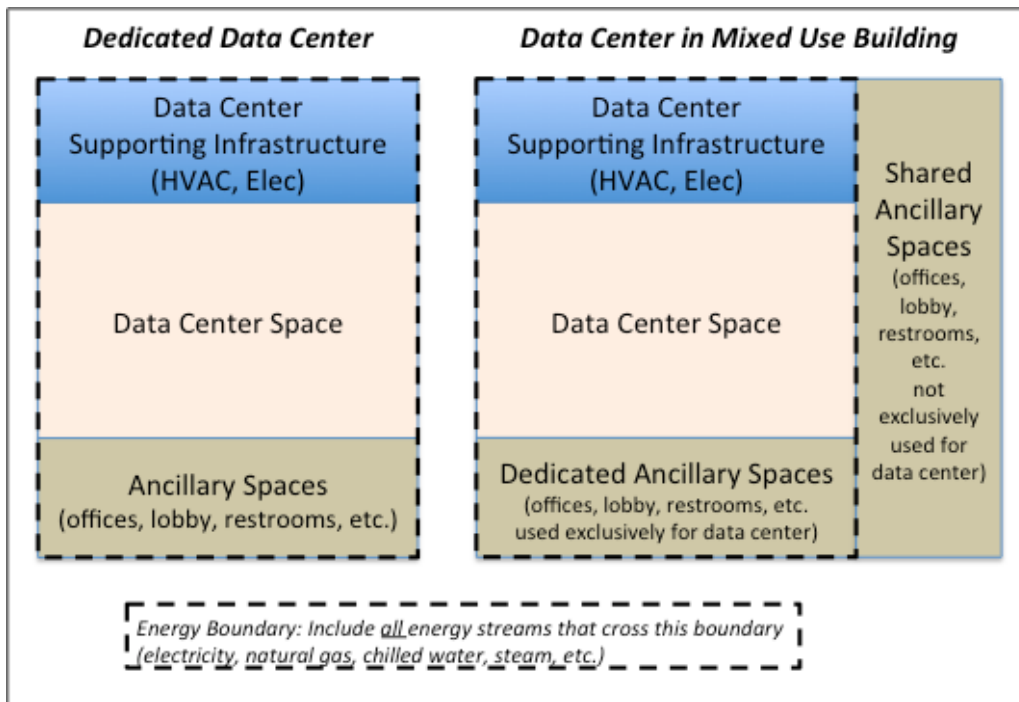 Dedicated Data Center
Data Center
Supporting Infrastructure
(HVAC, Elec)
Data Center Space
Ancillary Spaces
(offices, lobby, restrooms, etc.)
Data Center in Mixed Use Building
Data Center
Supporting Infrastructure
(HVAC, Elec)
Data Center Space
Dedicated Ancillary Spaces
(offices, lobby, restrooms, etc.
used exclusively for data center)
Shared
Ancillary
Spaces
(offices,
lobby,
restrooms,
etc.
not
exclusively
used for
data center)
Energy Boundary: Include all energy streams that cross this boundary
(electricity, natural gas, chilled water, steam, etc.)